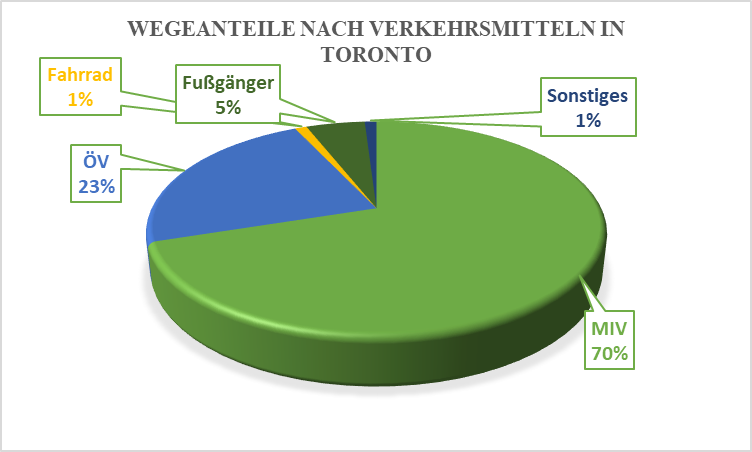 WEGEANTEILE NACH VERKEHRSMITTELN IN
TORONTO
Fahrrad
1%
Fußgänger
5%
Sonstiges
1%
ÖV
23%
MIV
70%